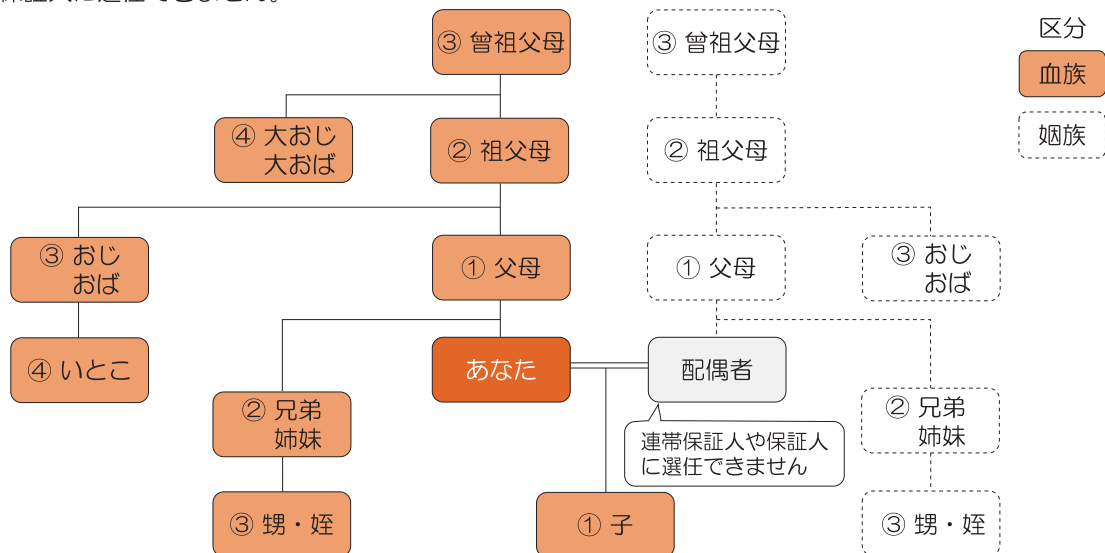 ③ 曾祖父母
③ 曾祖父母
区分
血族
④ 大おじ
大おば
② 祖父母
② 祖父母
姻族
③ おじ
おば
① 父母
① 父母
③ おじ
おば
④ いとこ
あなた
配偶者
② 兄弟
姉妹
連帯保証人や保証人
に選任できません
② 兄弟
姉妹
③ 甥・姪
① 子
③ 甥・姪